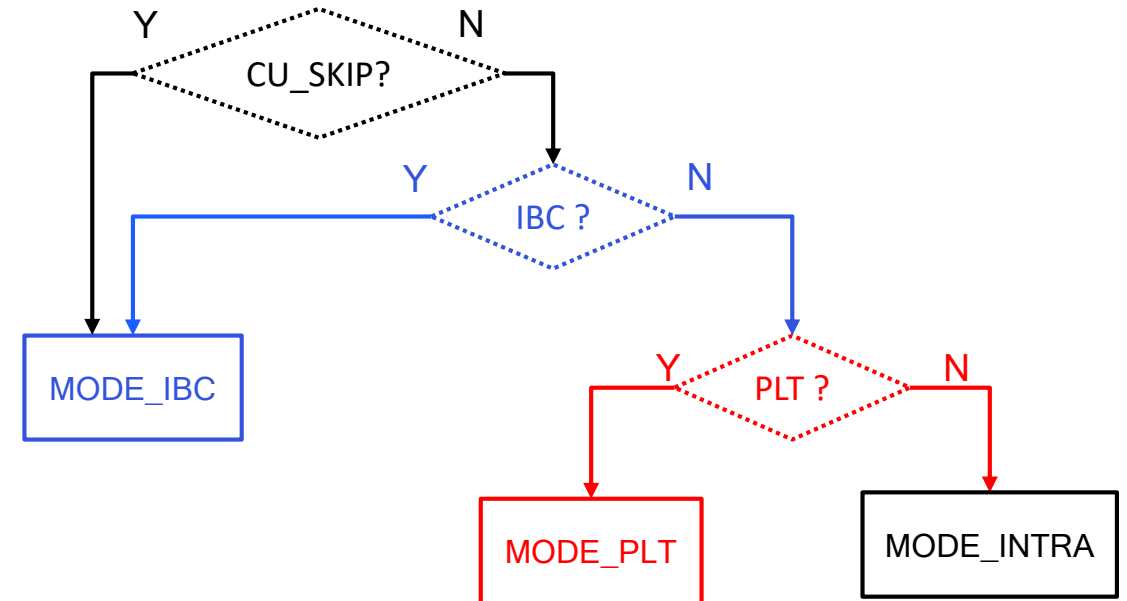 Y
N
CU_SKIP?
Y
N
IBC ?
MODE_IBC
Y
N
PLT ?
MODE_PLT
MODE_INTRA